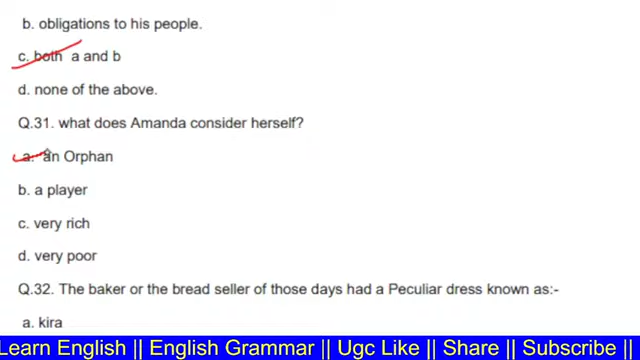 b. obligations to his people.
c. both a and b
d. none of the above.
Q.31. what does Amanda consider herself?
a. an Orphan
b. a player
c. very rich
d. very poor
Q.32. The baker or the bread seller of those days had a Peculiar dress known as:-
a. kira
Learn English || English Grammar || Ugc Like || Share || Subscribe ||